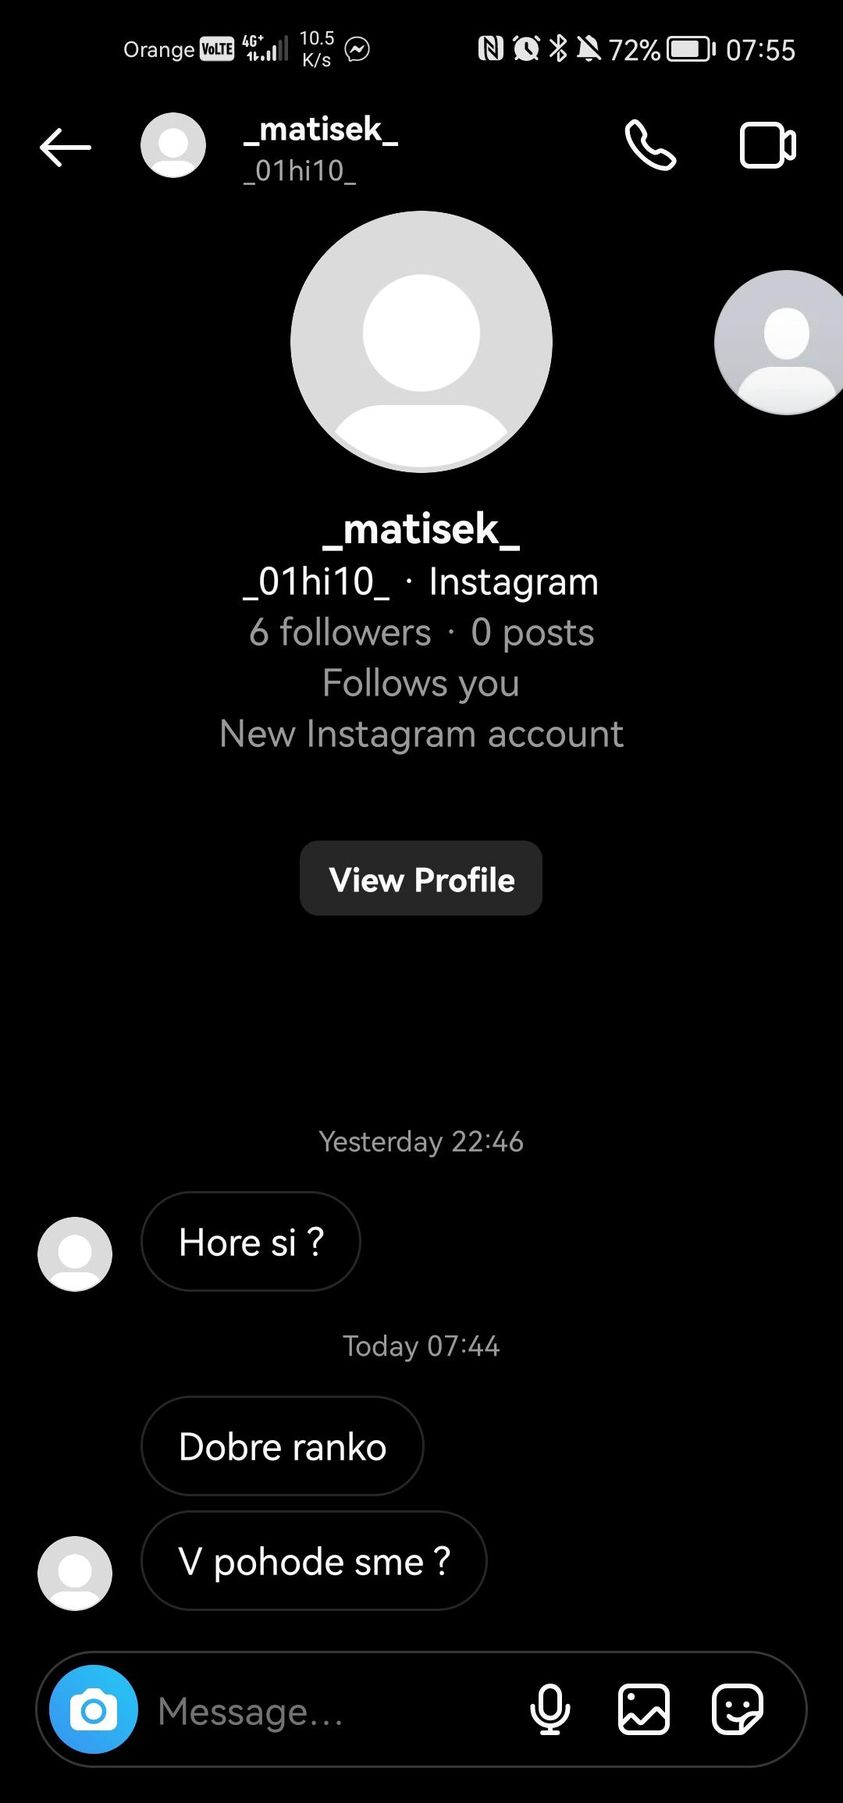 Orange VoLTE 4G+ 10.5 K/s 72% 07:55
_matisek_
_01hi10_
_matisek_
_01hi10_ · Instagram
6 followers · 0 posts
Follows you
New Instagram account
View Profile
Yesterday 22:46
Hore si ?
Today 07:44
Dobre ranko
V pohode sme ?
Message...